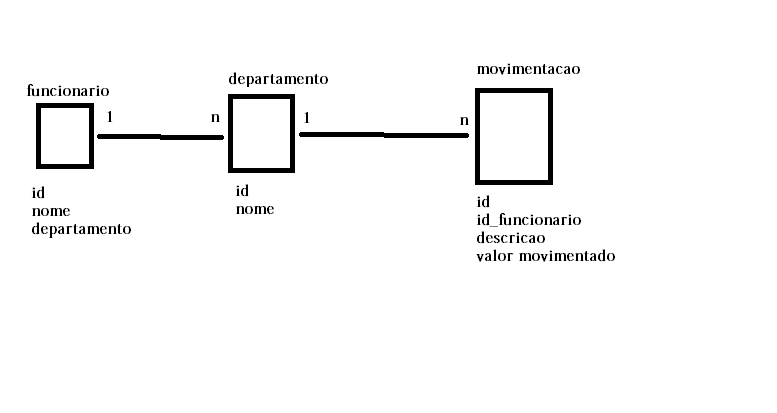 funcionario
1
n
id
nome
departamento
departamento
1
n
id
nome
movimentacao
id
id_funcionario
descricao
valor movimentado